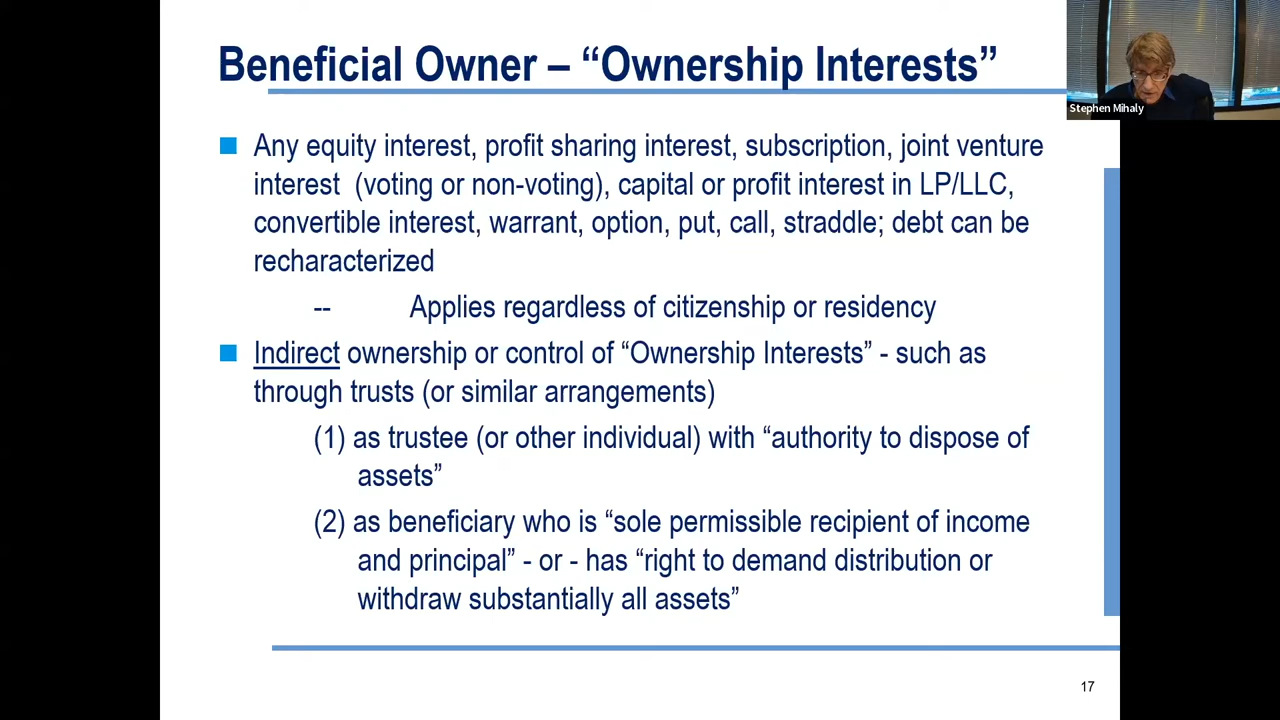 Beneficial Owner – “Ownership Interests”
Stephen Mihaly
Any equity interest, profit sharing interest, subscription, joint venture
interest (voting or non-voting), capital or profit interest in LP/LLC,
convertible interest, warrant, option, put, call, straddle; debt can be
recharacterized
-- Applies regardless of citizenship or residency
Indirect ownership or control of “Ownership Interests” - such as
through trusts (or similar arrangements)
(1) as trustee (or other individual) with “authority to dispose of
assets”
(2) as beneficiary who is “sole permissible recipient of income
and principal” - or - has “right to demand distribution or
withdraw substantially all assets”
17